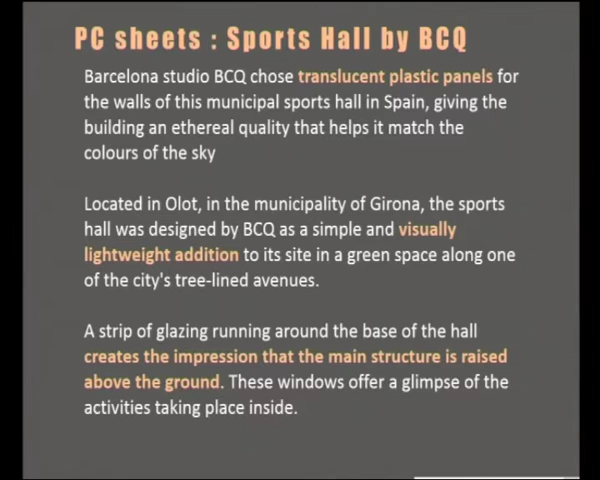 PC sheets : Sports Hall by BCQ
Barcelona studio BCQ chose translucent plastic panels for
the walls of this municipal sports hall in Spain, giving the
building an ethereal quality that helps it match the
colours of the sky
Located in Olot, in the municipality of Girona, the sports
hall was designed by BCQ as a simple and visually
lightweight addition to its site in a green space along one
of the city's tree-lined avenues.
A strip of glazing running around the base of the hall
creates the impression that the main structure is raised
above the ground. These windows offer a glimpse of the
activities taking place inside.